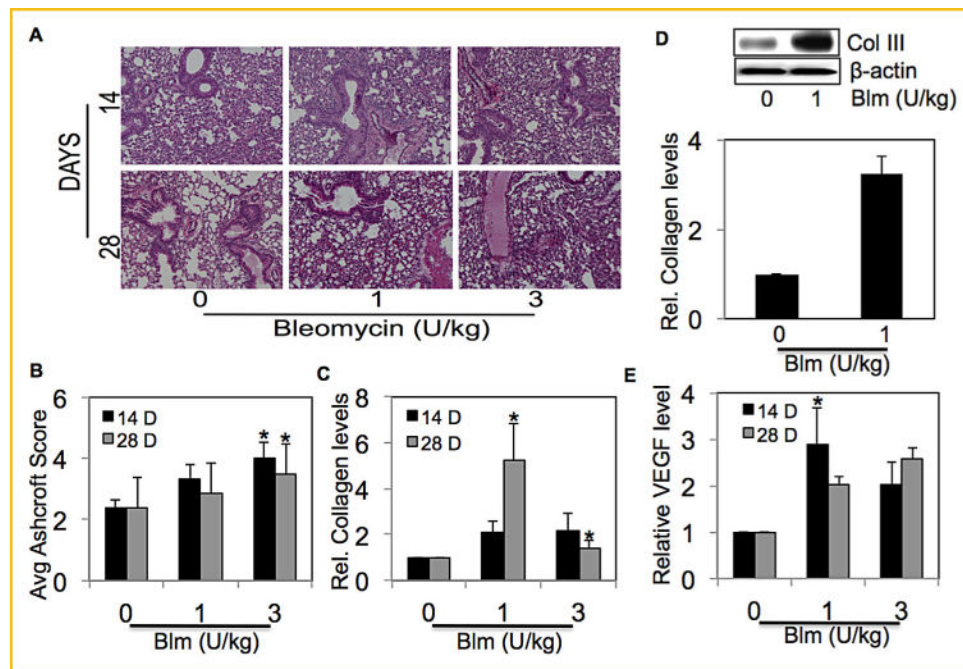 A
14
28
DAYS
0 1 3
Bleomycin (U/kg)
D
Col III
β-actin
0 1 Blm (U/kg)
Rel. Collagen levels
4
2
0
0 1
Blm (U/kg)
B
Avg Ashcroft Score
6
4
2
0
14 D
28 D
* *
0 1 3
Blm (U/kg)
C
Rel. Collagen levels
8
6
4
2
0
14 D
28 D
*
*
0 1 3
Blm (U/kg)
E
Relative VEGF level
4
3
2
1
0
14 D
28 D
*
0 1 3
Blm (U/kg)